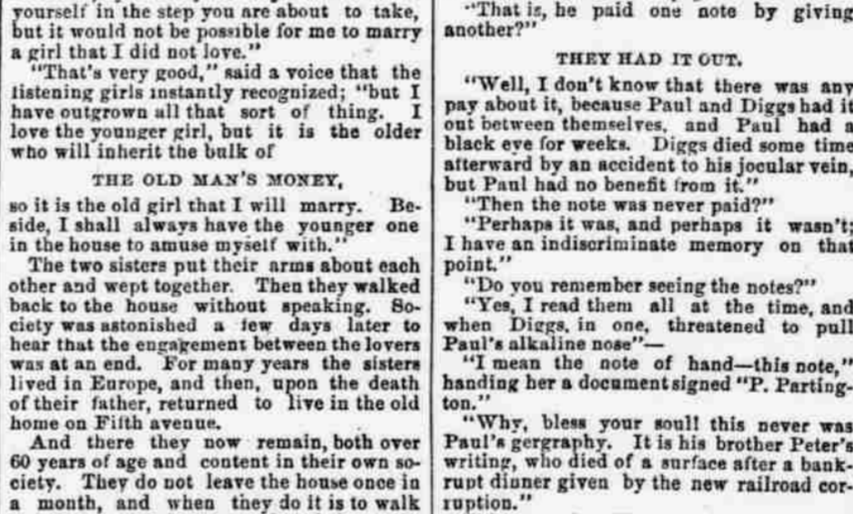 yourself in the step you are about to take,
but it would not be possible for me to marry
a girl that I did not love."
"That's very good," said a voice that the
listening girls instantly recognized; "but I
have outgrown all that sort of thing. I
love the younger girl, but it is the older
who will inherit the bulk of
THE OLD MAN'S MONEY,
so it is the old girl that I will marry. Be-
side, I shall always have the younger one
in the house to amuse myself with."
The two sisters put their arms about each
other and wept together. Then they walked
back to the house without speaking. So-
ciety was astonished a few days later to
hear that the engagement between the lovers
was at an end. For many years the sisters
lived in Europe, and then, upon the death
of their father, returned to live in the old
home on Fifth avenue.
And there they now remain, both over
60 years of age and content in their own so-
ciety. They do not leave the house once in
a month, and when they do it is to walk
"That is, he paid one note by giving
another?"
THEY HAD IT OUT.
"Well, I don't know that there was any
pay about it, because Paul and Diggs had it
out between themselves, and Paul had a
black eye for weeks. Diggs died some time
afterward by an accident to his jocular vein,
but Paul had no benefit from it."
"Then the note was never paid?"
"Perhaps it was, and perhaps it wasn't;
I have an indiscriminate memory on that
point."
"Do you remember seeing the notes?"
"Yes, I read them all at the time, and
when Diggs, in one, threatened to pull
Paul's alkaline nose"—
"I mean the note of hand—this note,"
handing her a document signed "P. Parting-
ton."
"Why, bless your soul! this never was
Paul's gergraphy. It is his brother Peter's
writing, who died of a surface after a bank-
rupt dinner given by the new railroad cor-
ruption."